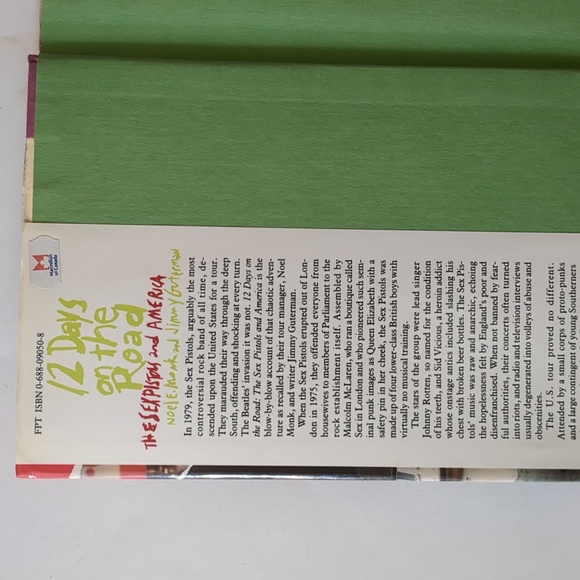 FPT ISBN 0-688-09050-8
12 Days
on the
Road
THE SEX PISTOLS and AMERICA
NOEL E. Monk and Jimmy Guterman
In 1979, the Sex Pistols, arguably the most
controversial rock band of all time, de-
scended upon the United States for a tour.
They marauded their way through the deep
South, offending and shocking at every turn.
The Beatles' invasion it was not. 12 Days on
the Road: The Sex Pistols and America is the
blow-by-blow account of that chaotic adven-
ture as recalled by their tour manager, Noel
Monk, and writer Jimmy Guterman.
When the Sex Pistols erupted out of Lon-
don in 1975, they offended everyone from
housewives to members of Parliament to the
rock establishment itself. Assembled by
Malcolm McLaren, who ran a boutique called
Sex in London and who pioneered such sem-
inal punk images as Queen Elizabeth with a
safety pin in her cheek, the Sex Pistols was
made up of four lower-class British boys with
virtually no musical training.
The stars of the group were lead singer
Johnny Rotten, so named for the condition
of his teeth, and Sid Vicious, a heroin addict
whose onstage antics included slashing his
chest with broken beer bottles. The Sex Pis-
tols' music was raw and anarchic, echoing
the hopelessness felt by England's poor and
disenfranchised. When not banned by fear-
ful authorities, their concerts often turned
into riots, and radio and television interviews
usually degenerated into volleys of abuse and
obscenities.
The U.S. tour proved no different.
Attended by a small corps of proto-punks
and a large contingent of young southerners